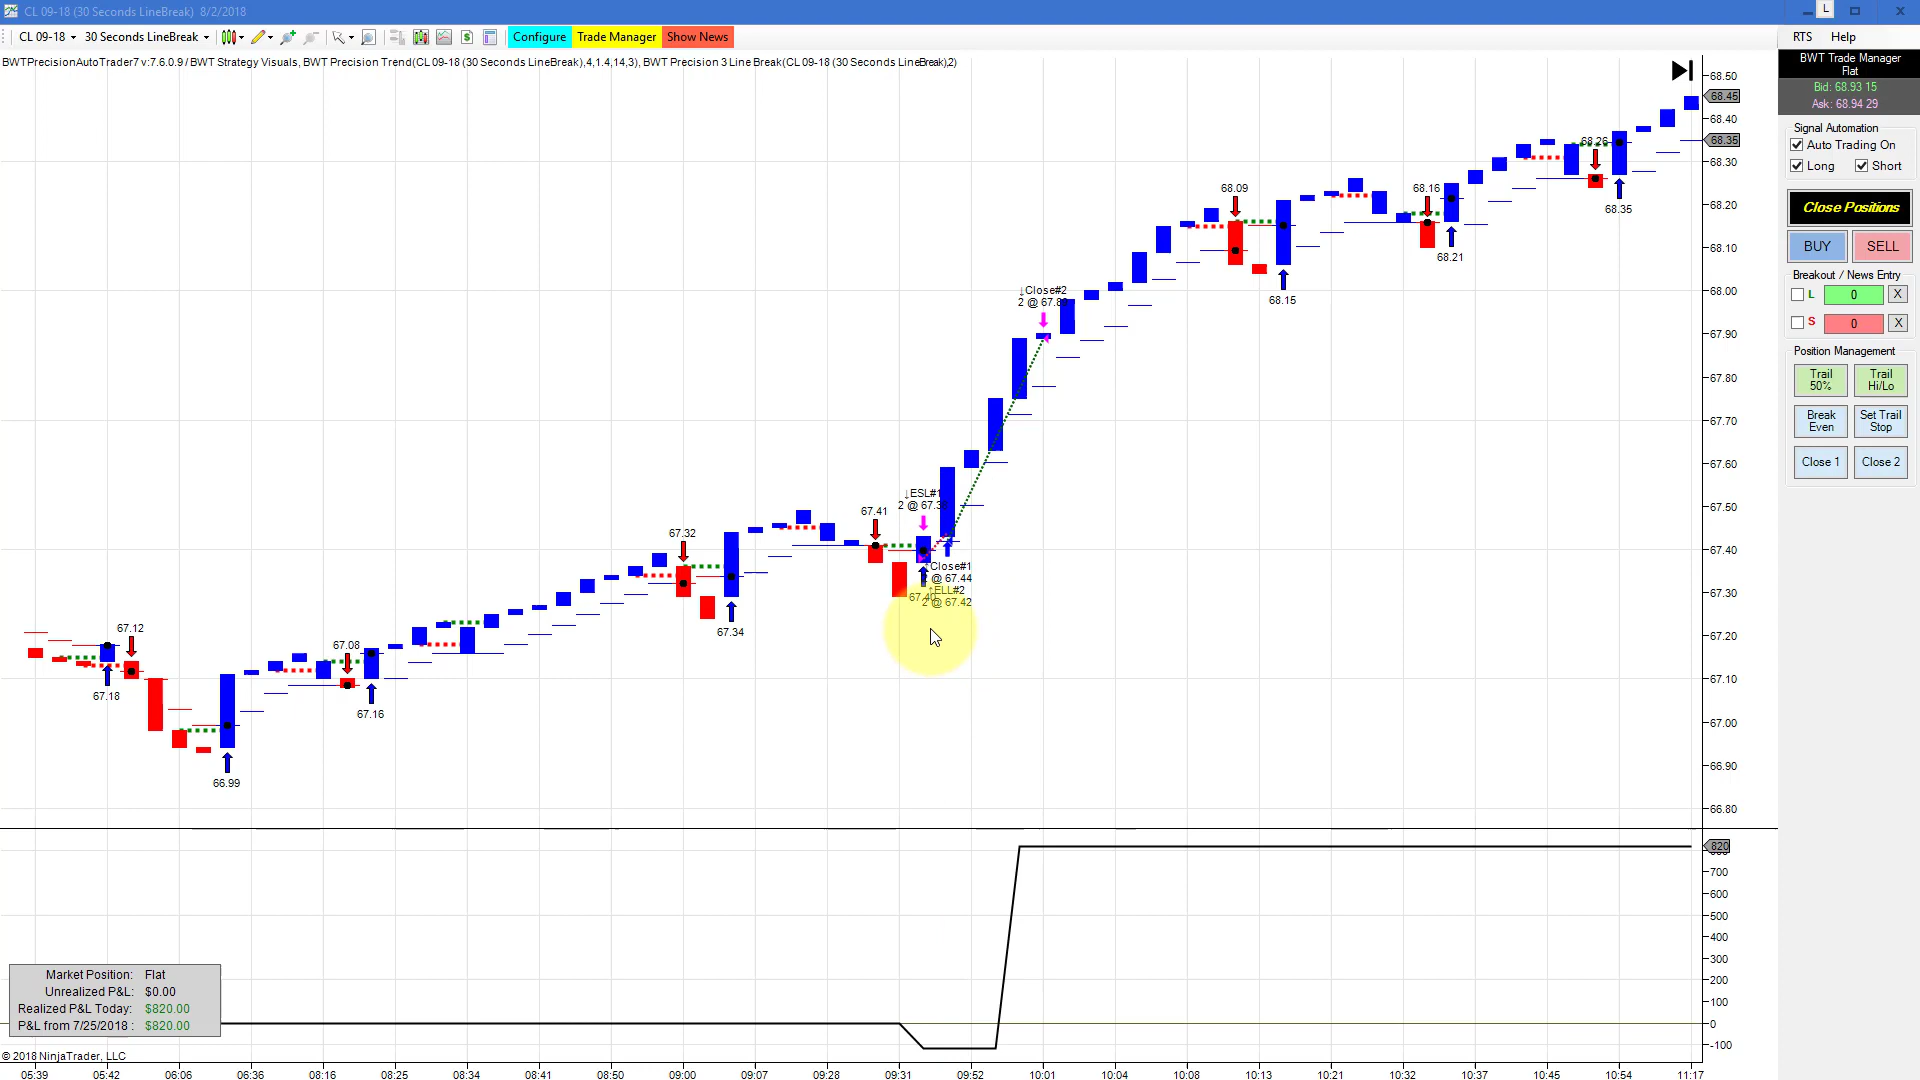 CL 09-18 (30 Seconds LineBreak) 8/2/2018
L
CL 09-18
30 Seconds LineBreak
Configure
Trade Manager
Show News
RTS
Help
BWTPrecisionAutoTrader7 v:7.6.0.9 / BWT Strategy Visuals, BWT Precision Trend(CL 09-18 (30 Seconds LineBreak),4,1.4,14,3), BWT Precision 3 Line Break(CL 09-18 (30 Seconds LineBreak),2)
BWT Trade Manager
Flat
Bid: 68.93 15
Ask: 68.94 29
Signal Automation
Auto Trading On
Long
Short
Close Positions
BUY
SELL
Breakout / News Entry
L
0
X
S
0
X
Position Management
Trail 50%
Trail Hi/Lo
Break Even
Set Trail Stop
Close 1
Close 2
68.50
68.45
68.40
68.35
68.30
68.20
68.10
68.00
67.90
67.80
67.70
67.60
67.50
67.40
67.30
67.20
67.10
67.00
66.90
66.80
68.26
68.35
68.16
68.21
68.09
68.15
↓Close#2
2 @
↓ESL#1
2 @
67.41
67.32
67.34
↑Close#1
@ 67.44
↑ELL#2
2 @ 67.42
67.12
67.18
67.08
67.16
66.99
820
700
600
500
400
300
200
100
0
-100
Market Position: Flat
Unrealized P&L: $0.00
Realized P&L Today: $820.00
P&L from 7/25/2018 : $820.00
© 2018 NinjaTrader, LLC
05:39
05:42
06:06
06:36
08:16
08:25
08:34
08:41
08:50
09:00
09:07
09:28
09:31
09:52
10:01
10:04
10:08
10:13
10:21
10:32
10:37
10:45
10:54
11:17